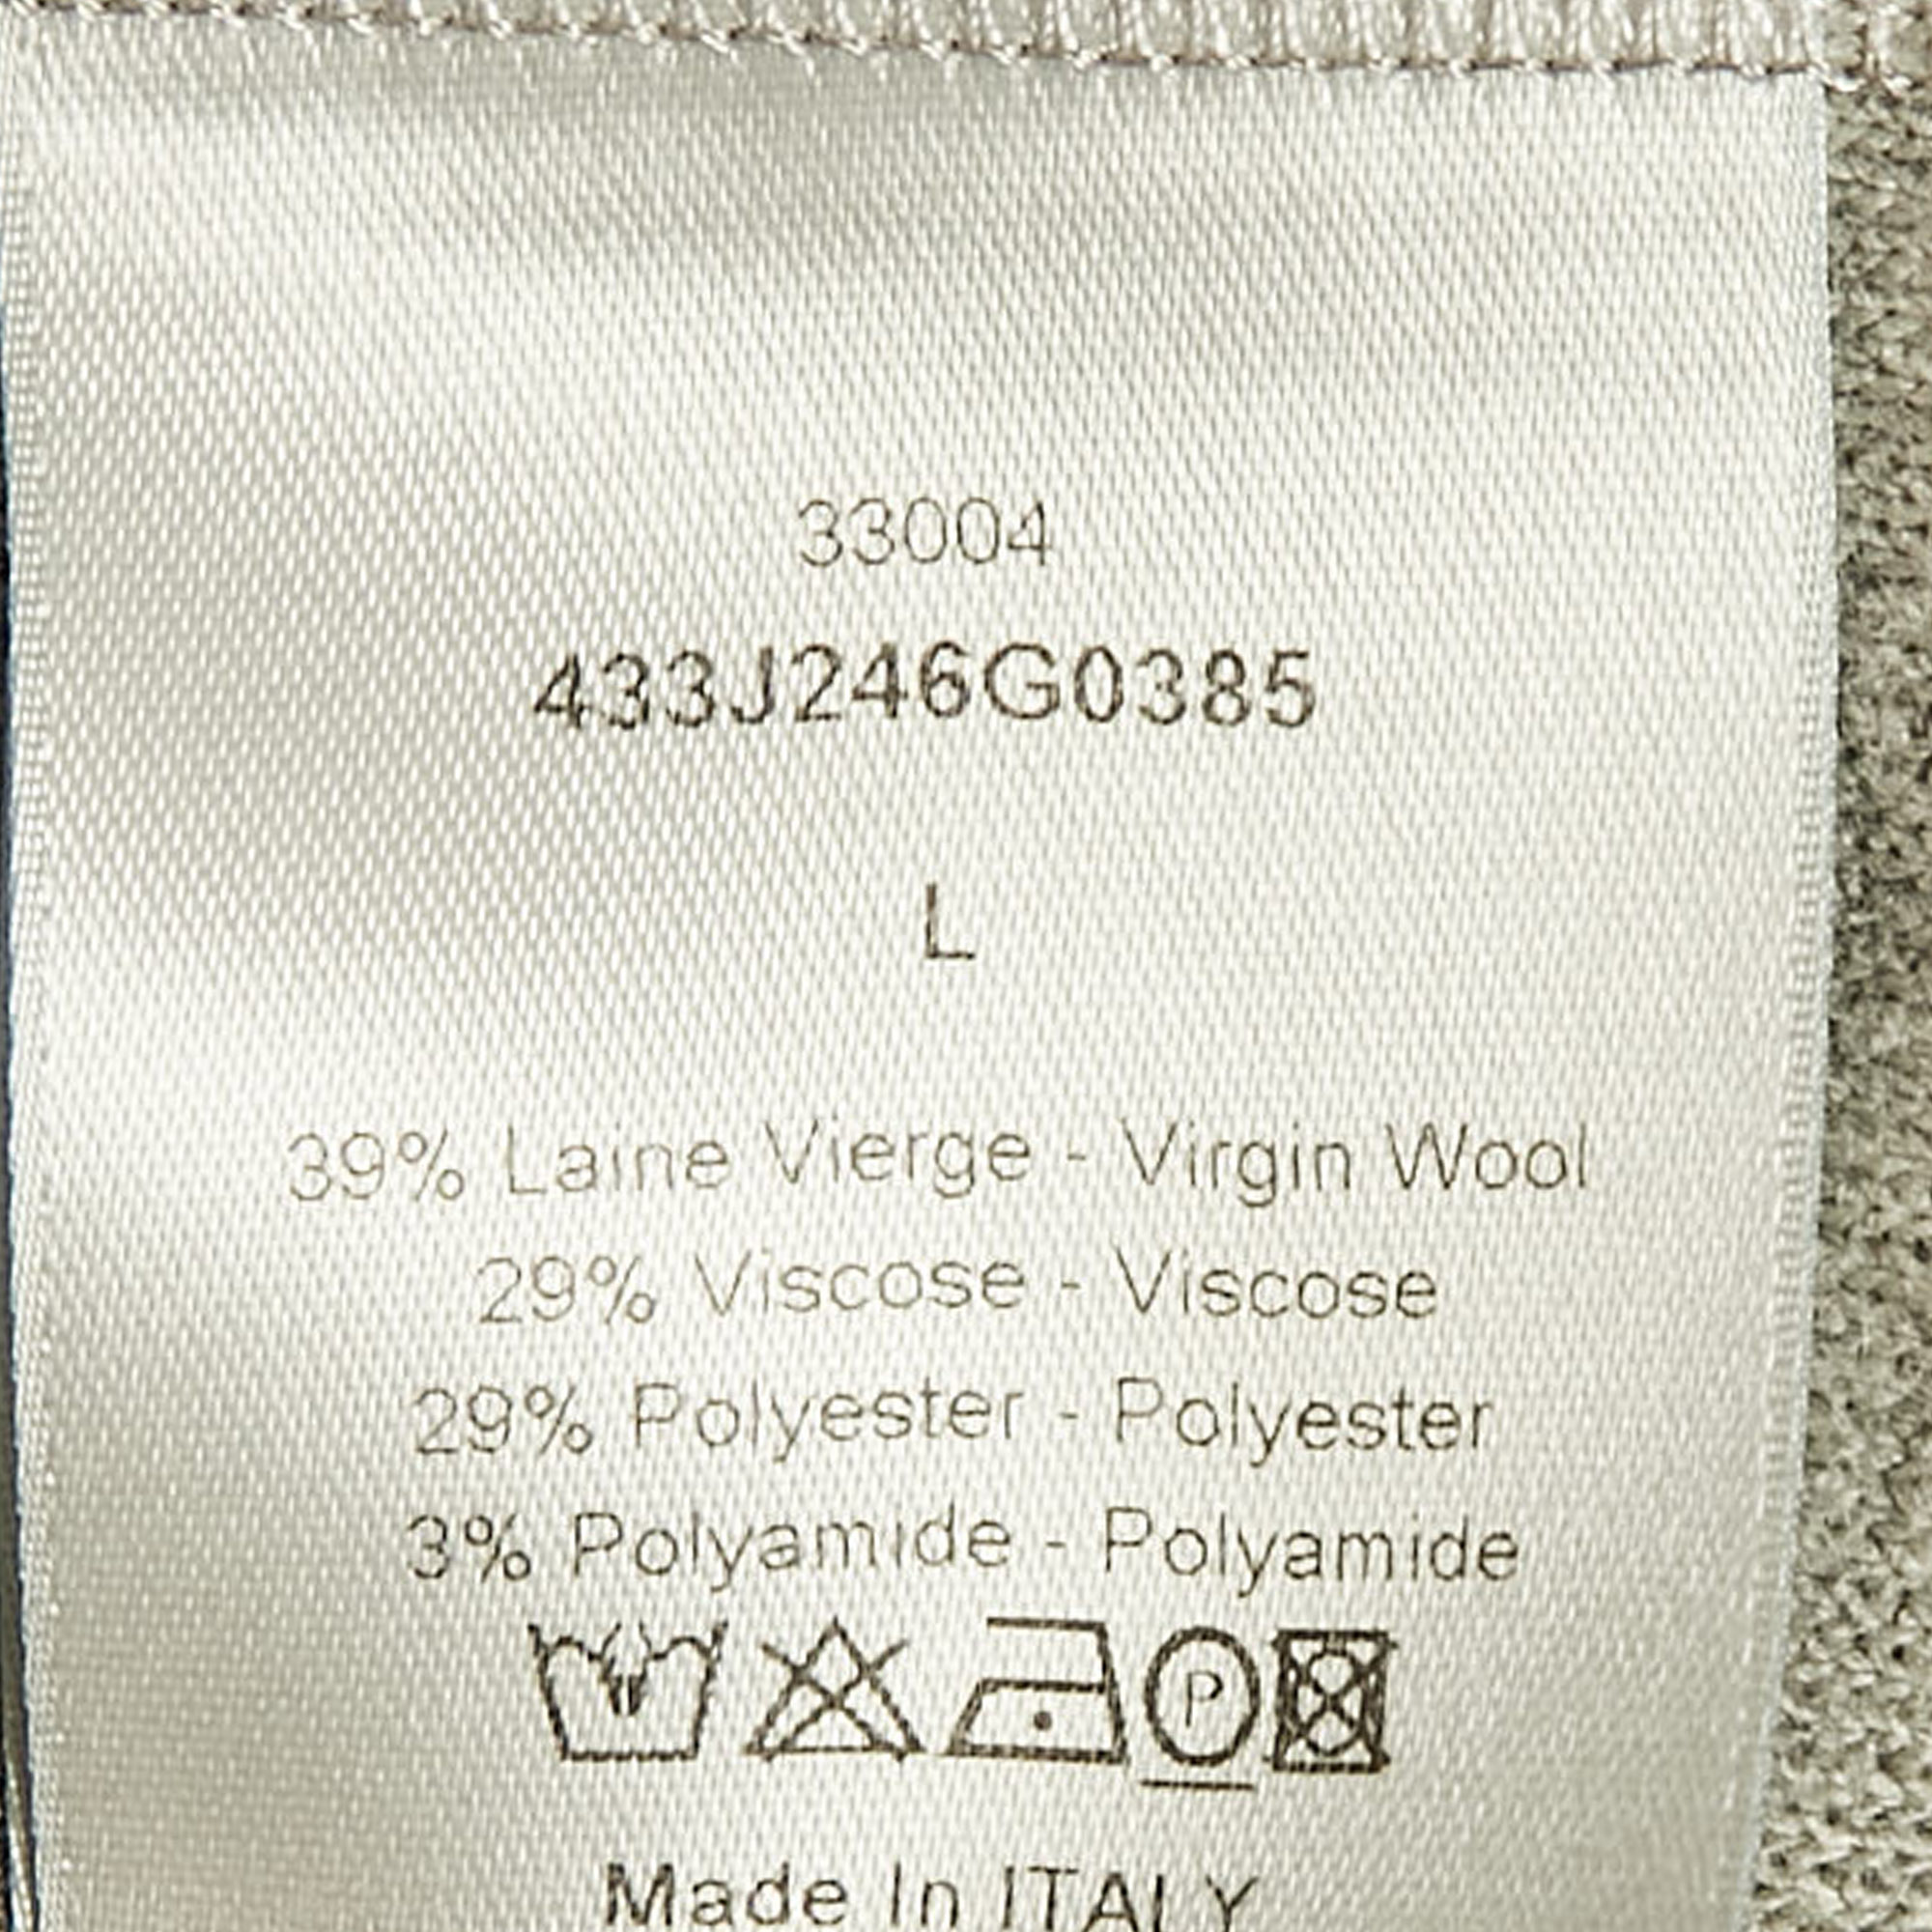 33004
433J246G0385
L
39% Laine Vierge - Virgin Wool
29% Viscose - Viscose
29% Polyester - Polyester
3% Polyamide - Polyamide
P
Made In ITALY